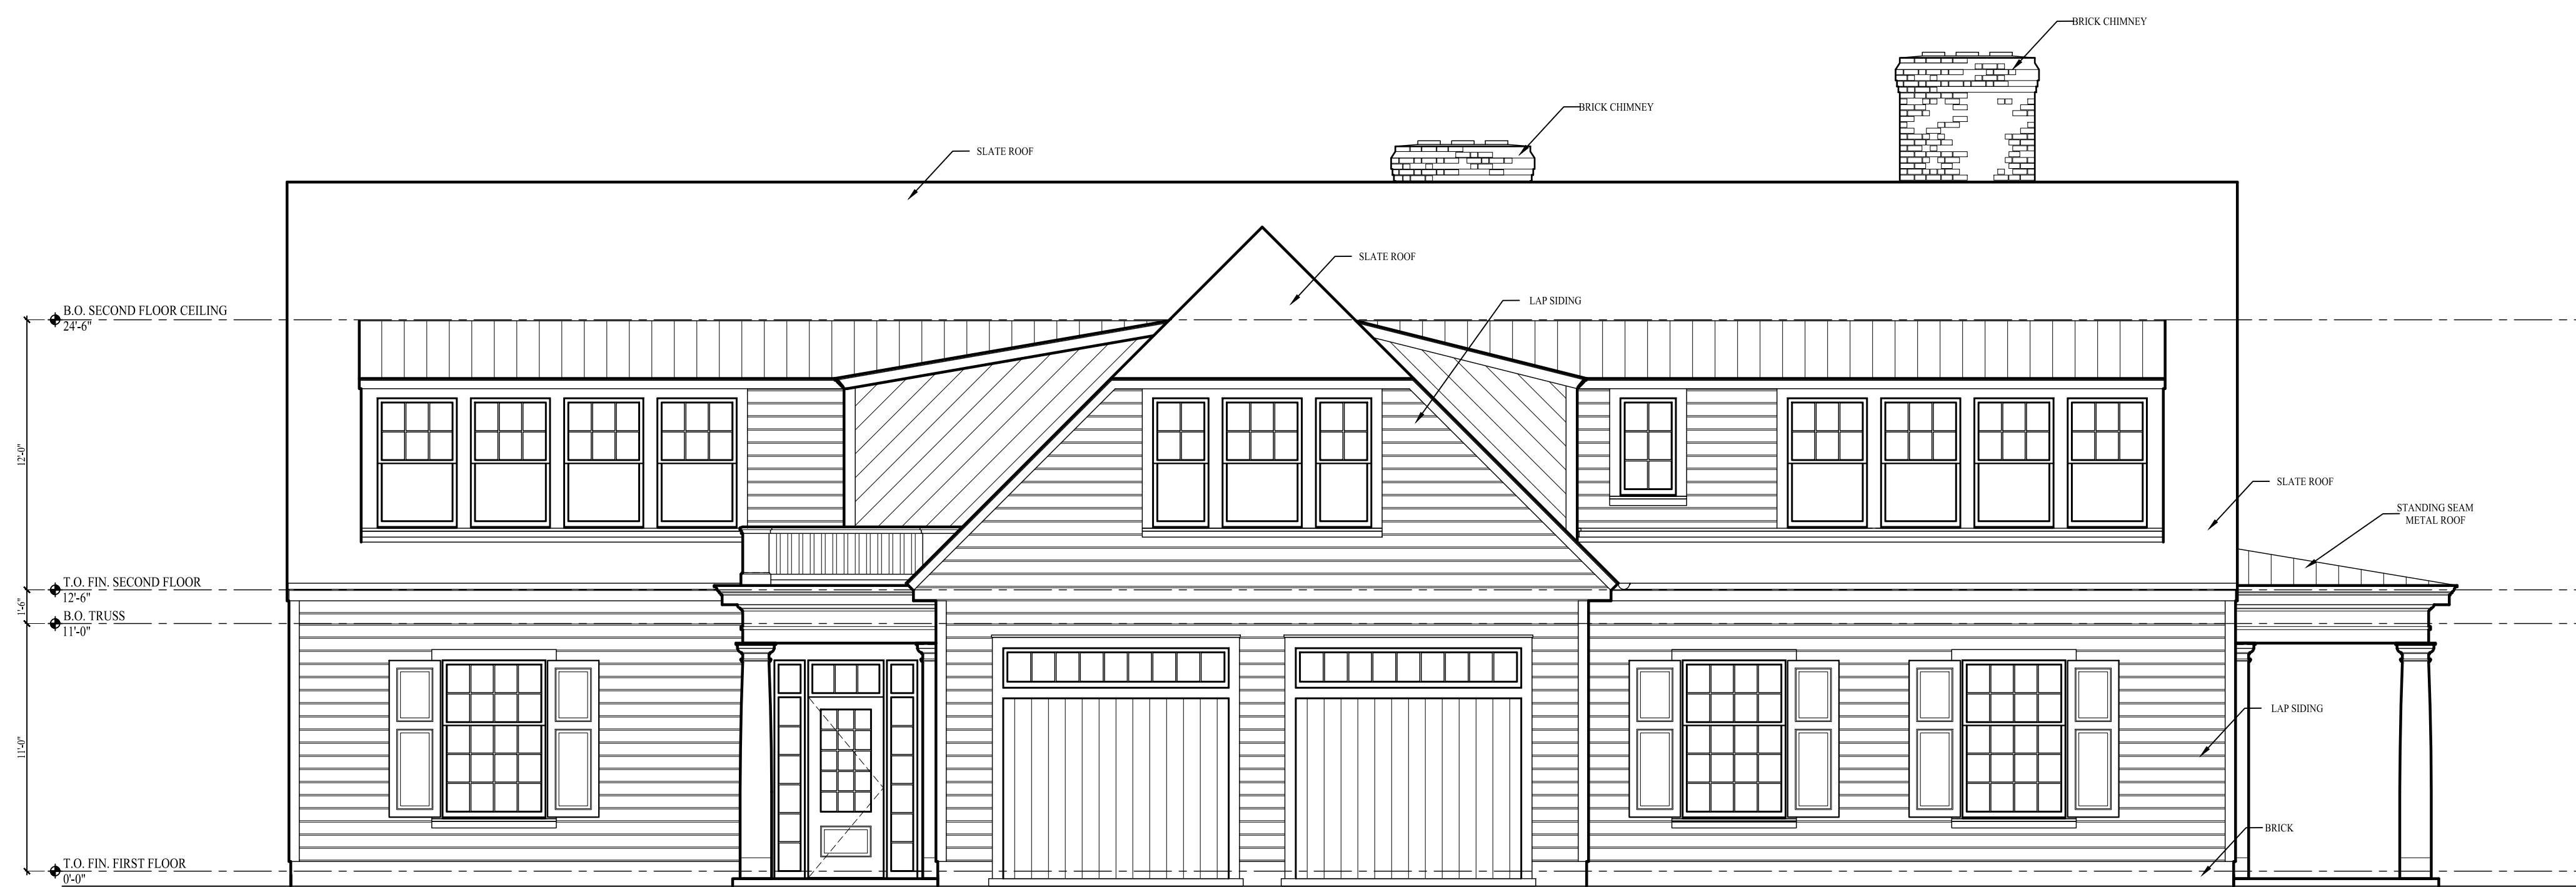 BRICK CHIMNEY
BRICK CHIMNEY
SLATE ROOF
SLATE ROOF
LAP SIDING
B.O. SECOND FLOOR CEILING
24'-6"
12'-0"
SLATE ROOF
STANDING SEAM
METAL ROOF
T.O. FIN. SECOND FLOOR
12'-6"
1'-6"
B.O. TRUSS
11'-0"
LAP SIDING
11'-0"
BRICK
T.O. FIN. FIRST FLOOR
0'-0"